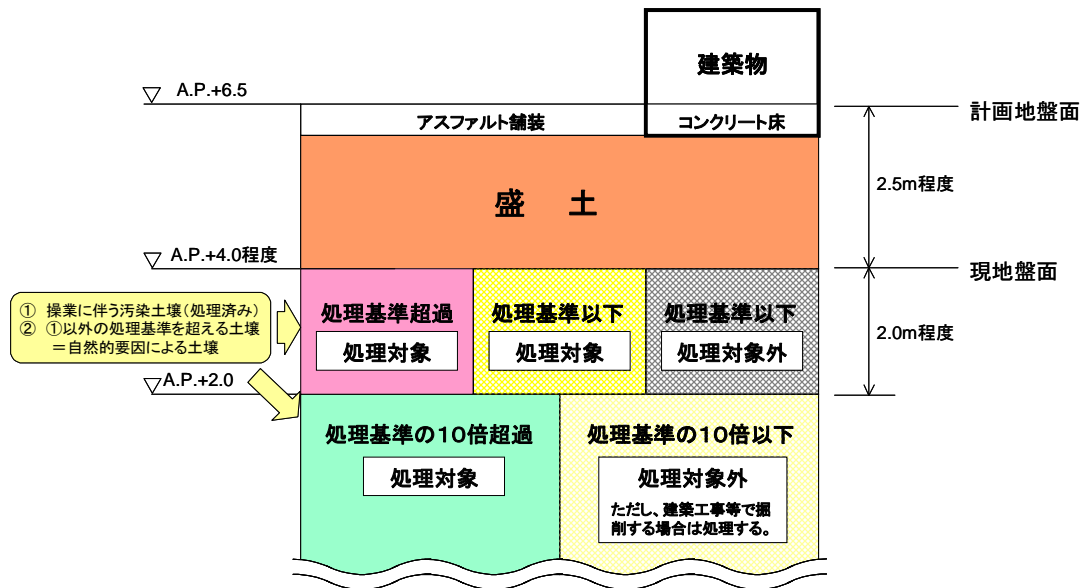 建築物
A.P.+6.5
計画地盤面
アスファルト舗装
コンクリート床
2.5m程度
盛 土
A.P.+4.0程度
現地盤面
① 操業に伴う汚染土壌(処理済み)
② ①以外の処理基準を超える土壌
=自然的要因による土壌
処理基準超過
処理対象
処理基準以下
処理対象
処理基準以下
処理対象外
2.0m程度
A.P.+2.0
処理基準の10倍超過
処理対象
処理基準の10倍以下
処理対象外
ただし、建築工事等で掘
削する場合は処理する。